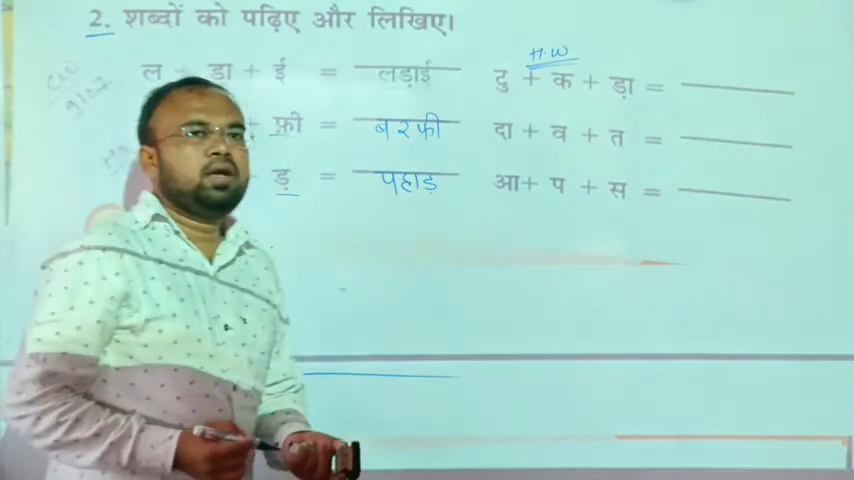 2. शब्दों को पढ़िए और लिखिए।
H.W
ल + डा + ई = लड़ाई टु + क + ड़ा =
+ फ़ी = बरफी दा + व + त =
+ ड़ = पहाड़ आ+ प + स =